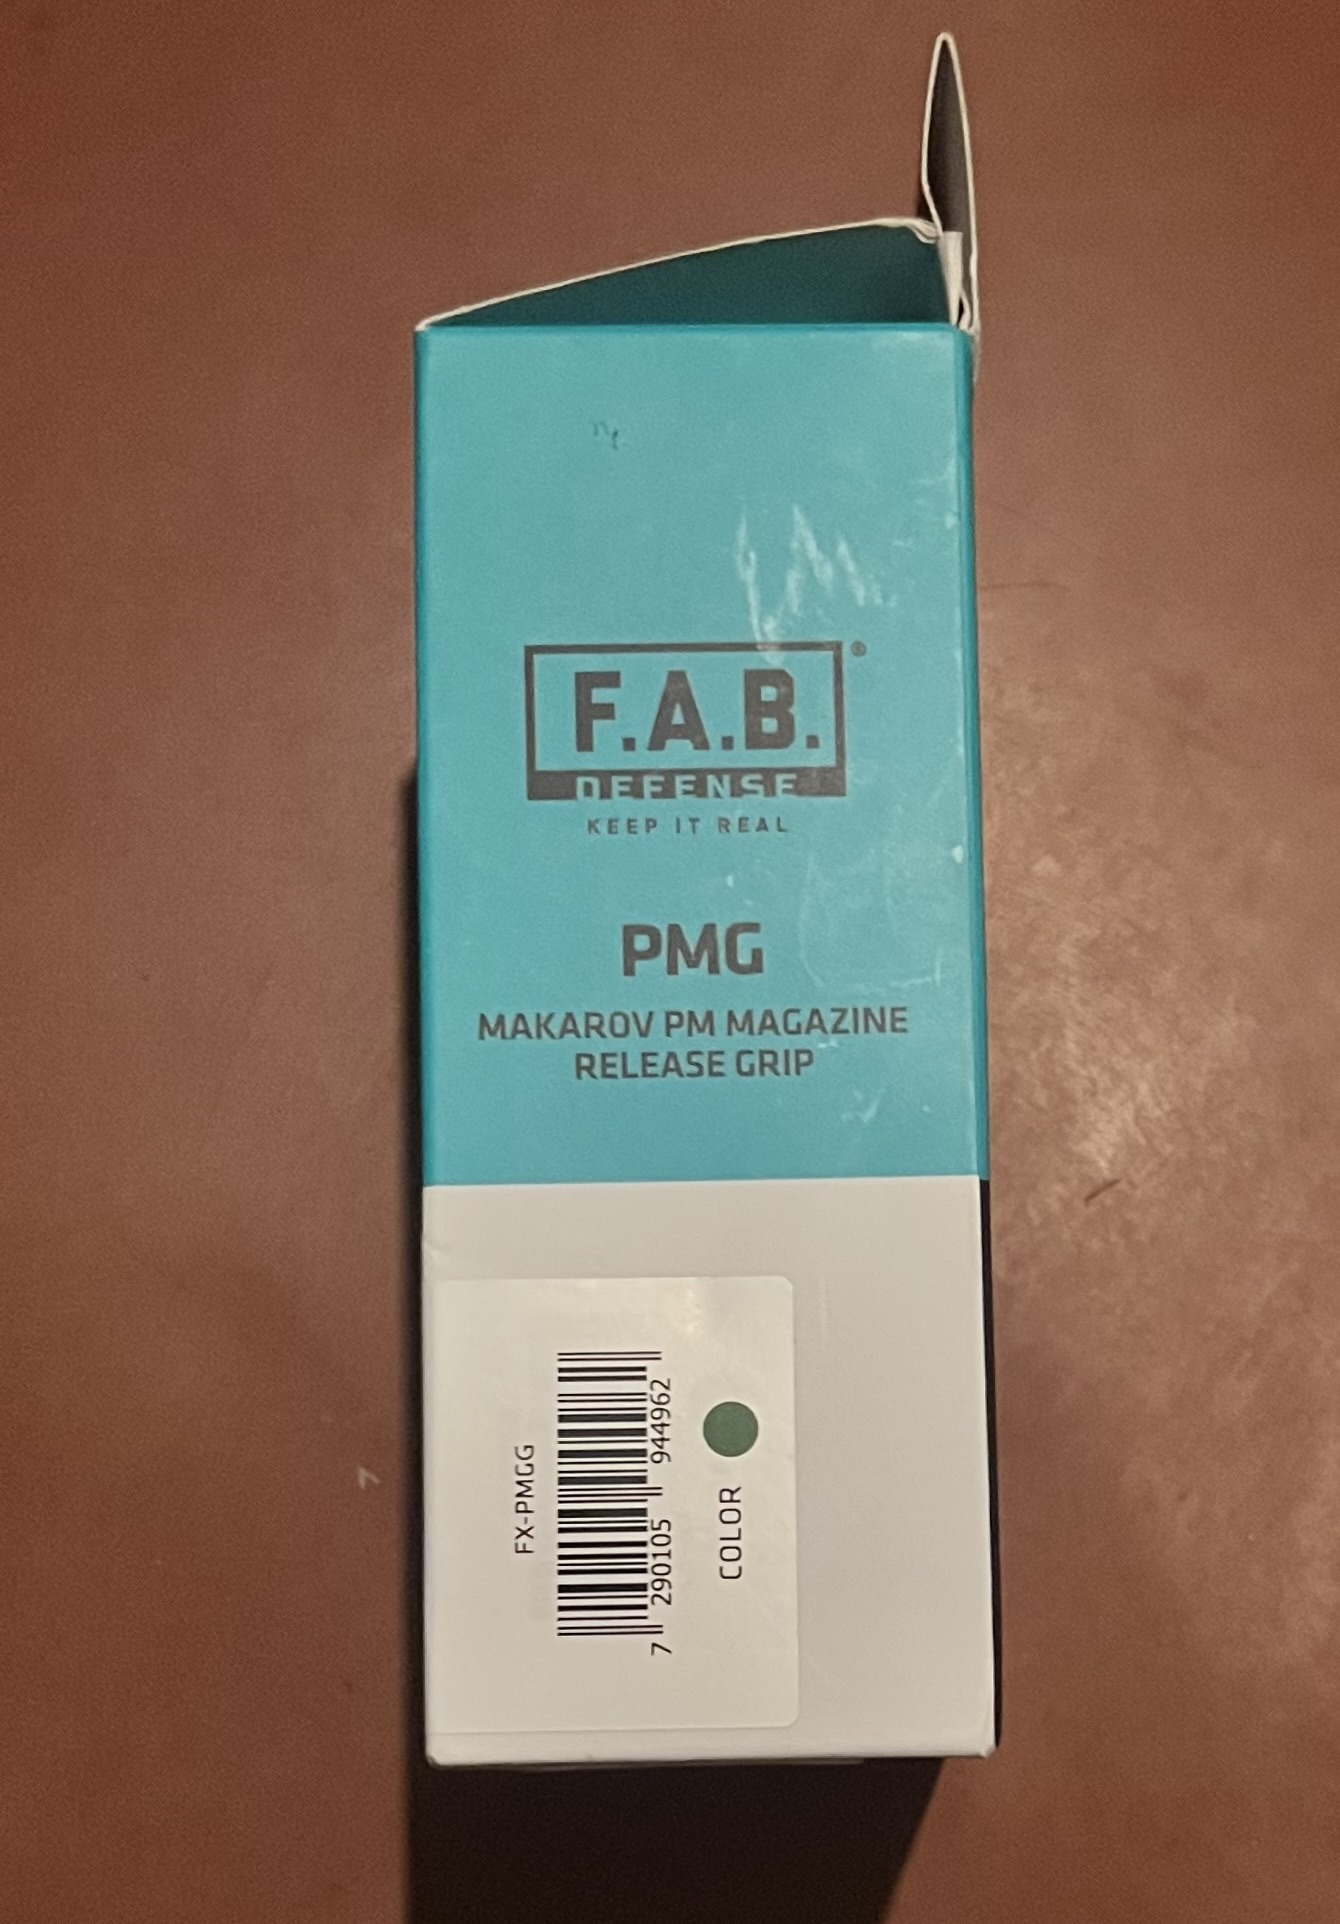 F.A.B.®
DEFENSE
KEEP IT REAL
PMG
MAKAROV PM MAGAZINE
RELEASE GRIP
FX-PMGG
7 290105 944962
COLOR